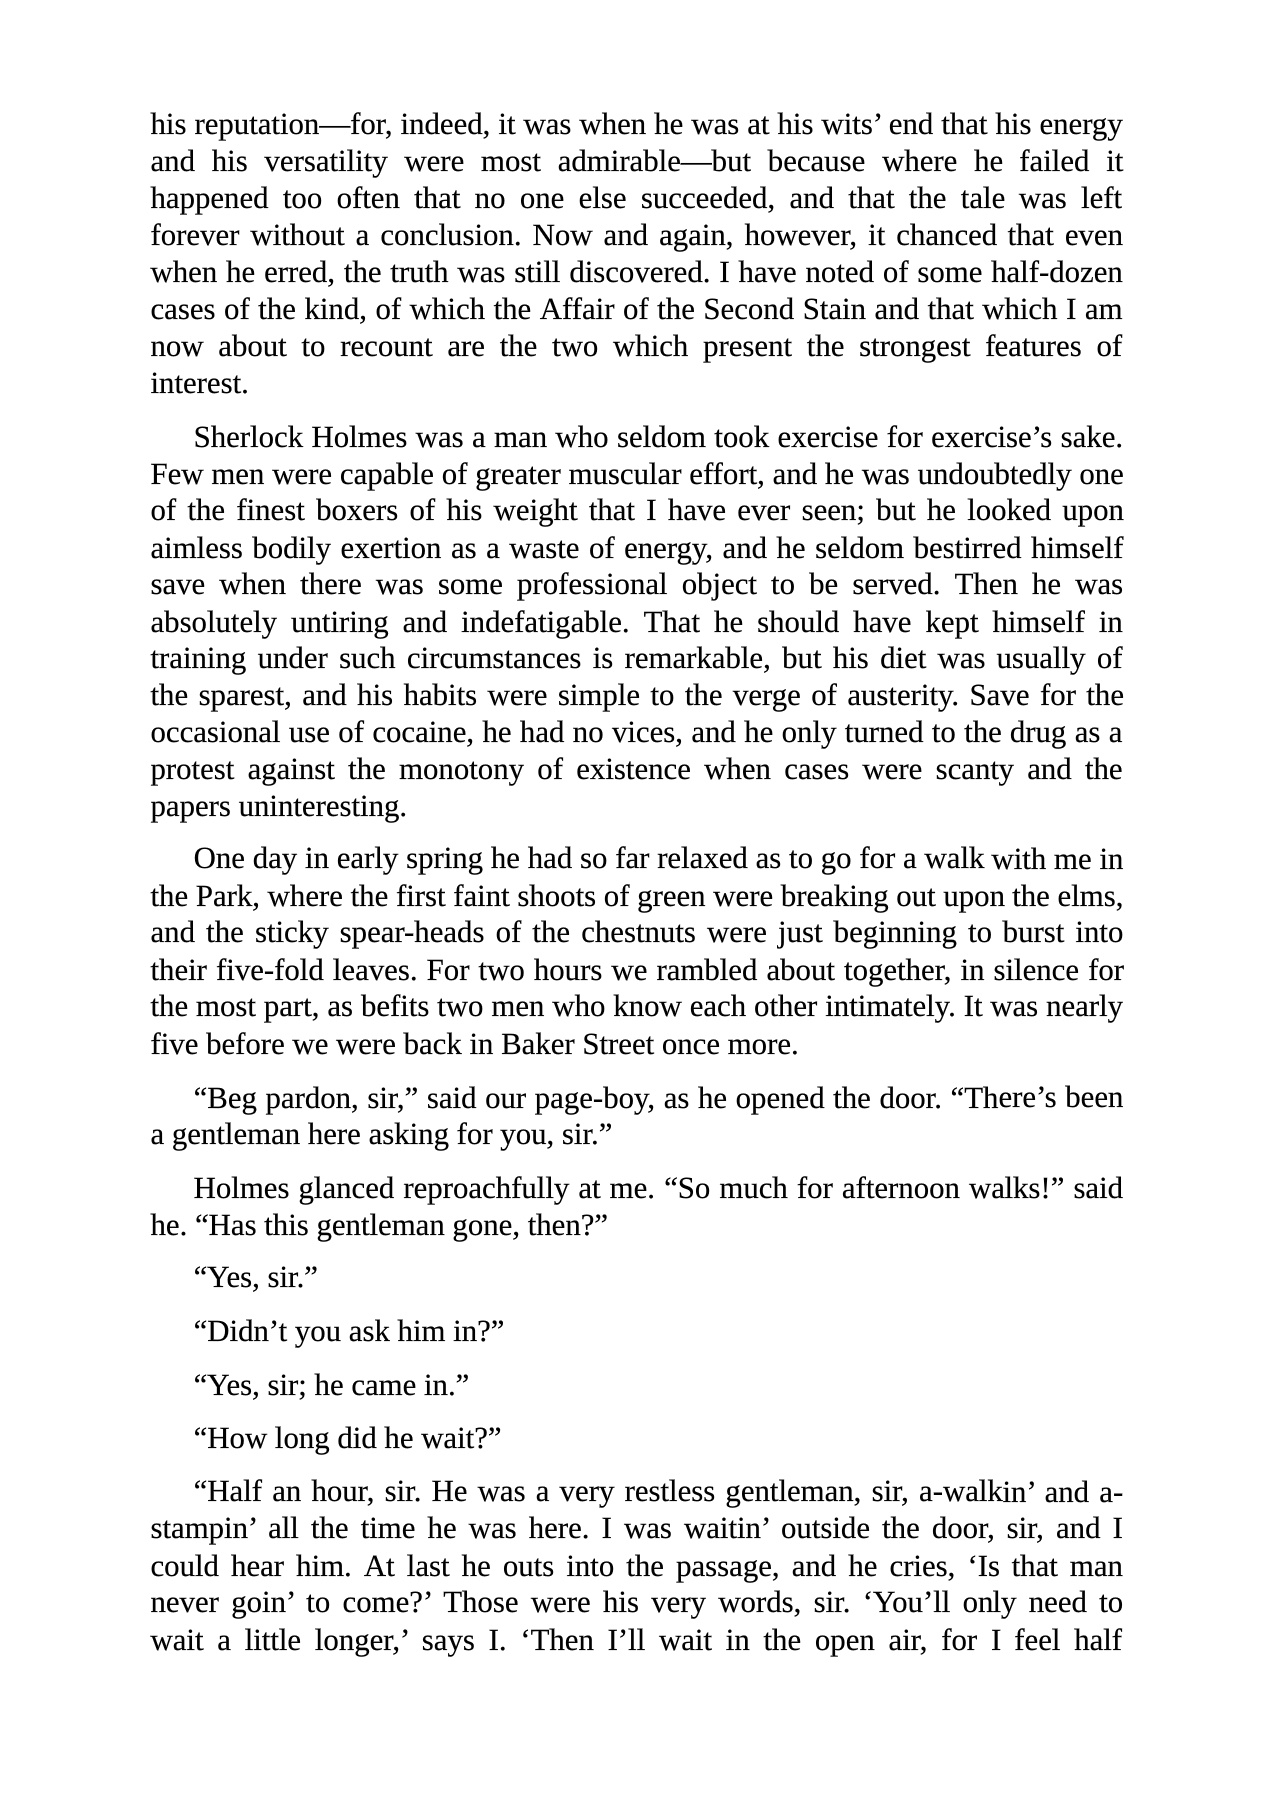 his reputation—for, indeed, it was when he was at his wits’ end that his energy
and his versatility were most admirable—but because where he failed it
happened too often that no one else succeeded, and that the tale was left
forever without a conclusion. Now and again, however, it chanced that even
when he erred, the truth was still discovered. I have noted of some half-dozen
cases of the kind, of which the Affair of the Second Stain and that which I am
now about to recount are the two which present the strongest features of
interest.
Sherlock Holmes was a man who seldom took exercise for exercise’s sake.
Few men were capable of greater muscular effort, and he was undoubtedly one
of the finest boxers of his weight that I have ever seen; but he looked upon
aimless bodily exertion as a waste of energy, and he seldom bestirred himself
save when there was some professional object to be served. Then he was
absolutely untiring and indefatigable. That he should have kept himself in
training under such circumstances is remarkable, but his diet was usually of
the sparest, and his habits were simple to the verge of austerity. Save for the
occasional use of cocaine, he had no vices, and he only turned to the drug as a
protest against the monotony of existence when cases were scanty and the
papers uninteresting.
One day in early spring he had so far relaxed as to go for a walk with me in
the Park, where the first faint shoots of green were breaking out upon the elms,
and the sticky spear-heads of the chestnuts were just beginning to burst into
their five-fold leaves. For two hours we rambled about together, in silence for
the most part, as befits two men who know each other intimately. It was nearly
five before we were back in Baker Street once more.
“Beg pardon, sir,” said our page-boy, as he opened the door. “There’s been
a gentleman here asking for you, sir.”
Holmes glanced reproachfully at me. “So much for afternoon walks!” said
he. “Has this gentleman gone, then?”
“Yes, sir.”
“Didn’t you ask him in?”
“Yes, sir; he came in.”
“How long did he wait?”
“Half an hour, sir. He was a very restless gentleman, sir, a-walkin’ and a-
stampin’ all the time he was here. I was waitin’ outside the door, sir, and I
could hear him. At last he outs into the passage, and he cries, ‘Is that man
never goin’ to come?’ Those were his very words, sir. ‘You’ll only need to
wait a little longer,’ says I. ‘Then I’ll wait in the open air, for I feel half